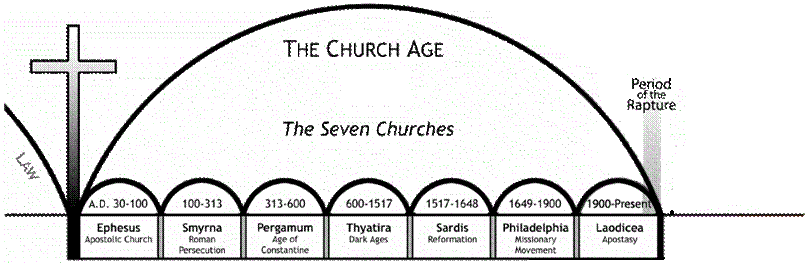 THE CHURCH AGE
Period
of the
Rapture
The Seven Churches
LAW
A.D. 30-100
100-313
313-600
600-1517
1517-1648
1649-1900
1900-Present
Ephesus
Apostolic Church
Smyrna
Roman
Persecution
Pergamum
Age of
Constantine
Thyatira
Dark Ages
Sardis
Reformation
Philadelphia
Missionary
Movement
Laodicea
Apostasy